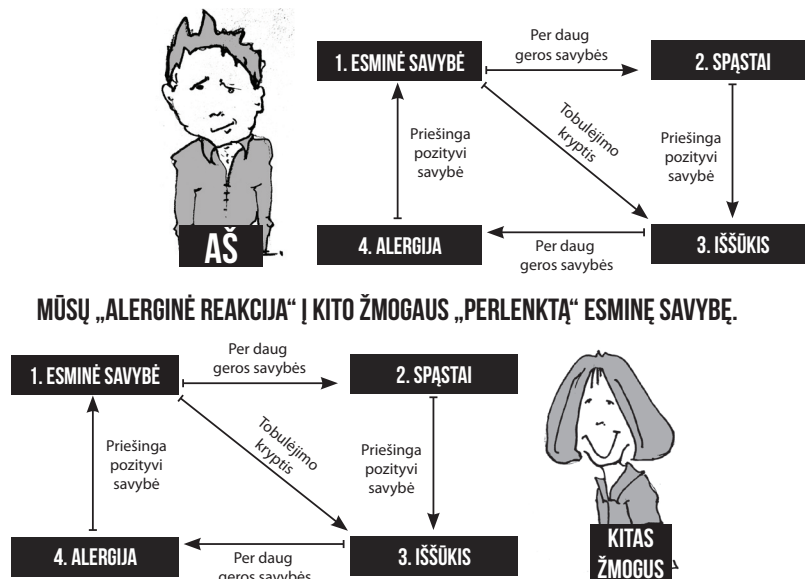 Per daug
geros savybės
1. ESMINĖ SAVYBĖ
2. SPĄSTAI
Priešinga
pozityvi
savybė
Tobulėjimo
kryptis
Priešinga
pozityvi
savybė
AŠ
4. ALERGIJA
Per daug
geros savybės
3. IŠŠŪKIS
MŪSŲ „ALERGINĖ REAKCIJA“ Į KITO ŽMOGAUS „PERLENKTĄ“ ESMINĘ SAVYBĘ.
Per daug
geros savybės
1. ESMINĖ SAVYBĖ
2. SPĄSTAI
Priešinga
pozityvi
savybė
Tobulėjimo
kryptis
Priešinga
pozityvi
savybė
4. ALERGIJA
Per daug
geros savybės
3. IŠŠŪKIS
KITAS
ŽMOGUS